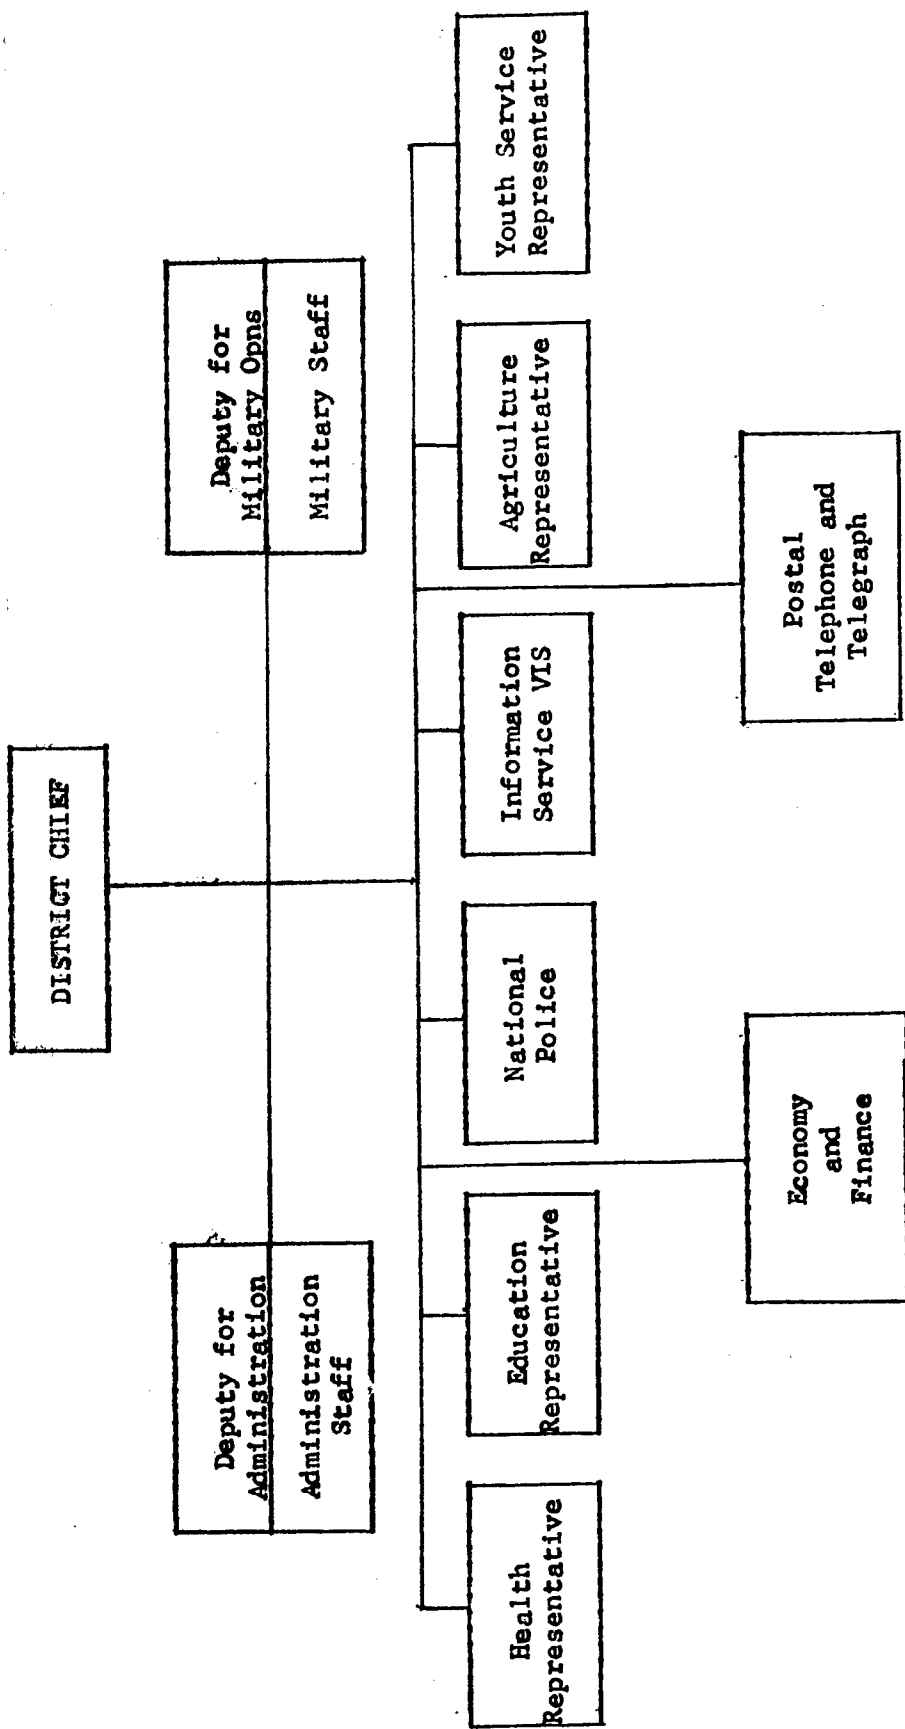 DISTRICT CHIEF
Deputy for
Administration
Administration
Staff
Deputy for
Military Opns
Military Staff
Health
Representative
Education
Representative
National
Police
Information
Service VIS
Agriculture
Representative
Youth Service
Representative
Economy
and
Finance
Postal
Telephone and
Telegraph